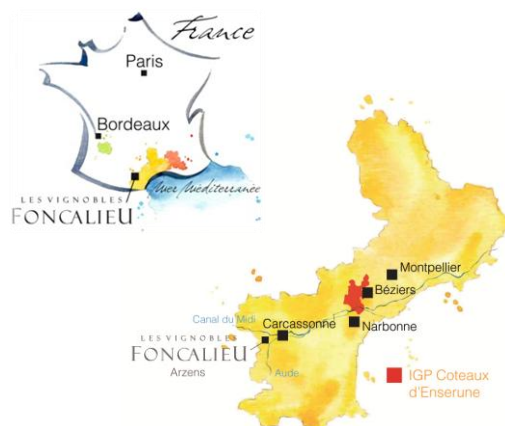 France
Paris
Bordeaux
Mer Méditerranée
LES VIGNOBLES
FONCALIEU
Montpellier
Béziers
Canal du Midi
Carcassonne
Narbonne
LES VIGNOBLES
FONCALIEU
Arzens
Aude
IGP Coteaux
d'Enserune